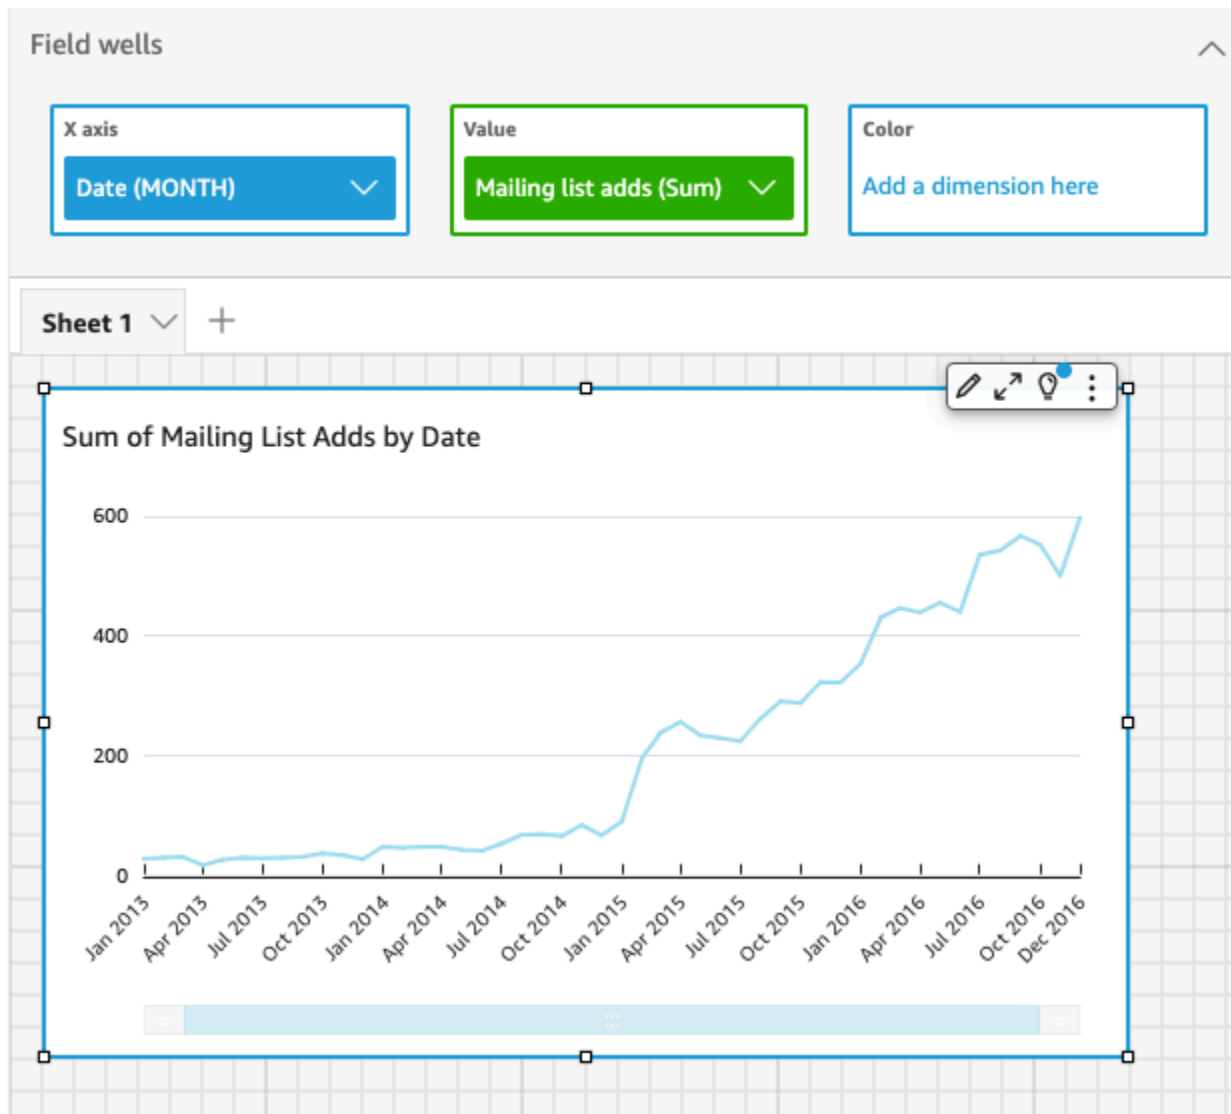 Field wells
X axis
Value
Color
Date (MONTH)
Mailing list adds (Sum)
Add a dimension here
Sheet 1
Sum of Mailing List Adds by Date
600
400
200
0
Jan 2013
Apr 2013
Jul 2013
Oct 2013
Jan 2014
Apr 2014
Jul 2014
Oct 2014
Jan 2015
Apr 2015
Jul 2015
Oct 2015
Jan 2016
Apr 2016
Jul 2016
Oct 2016
Dec 2016